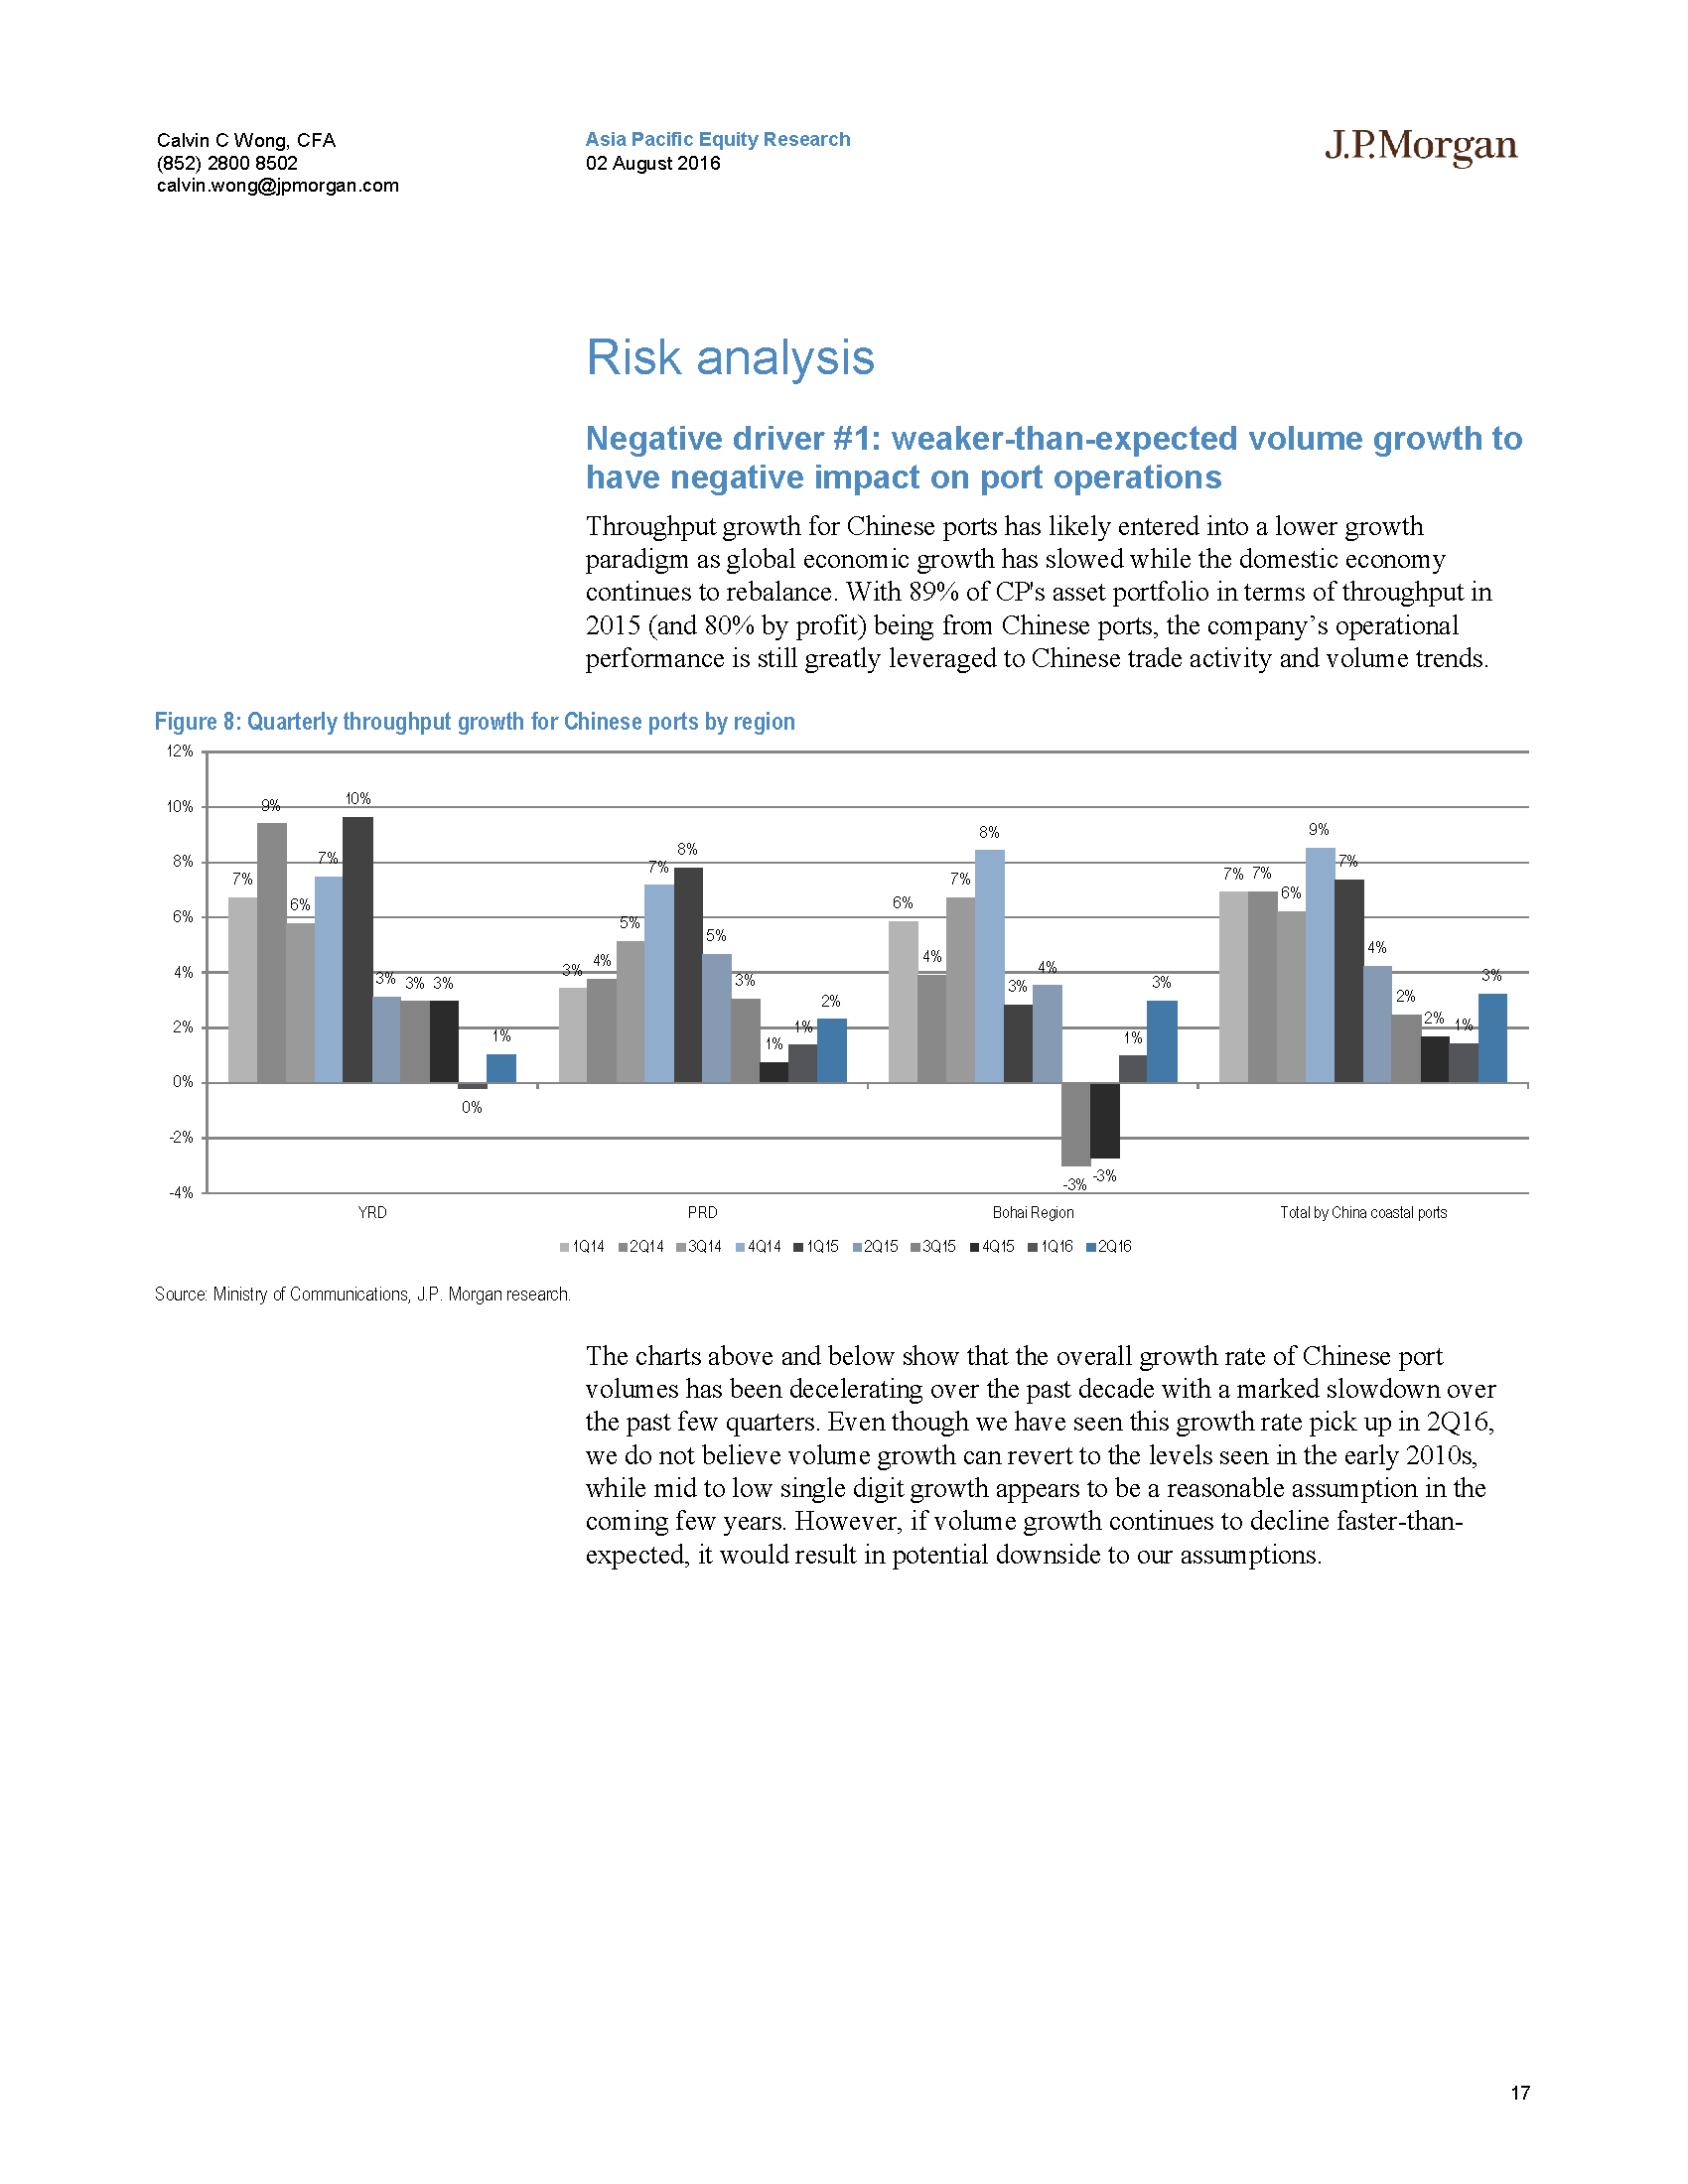 Calvin C Wong, CFA
(852) 2800 8502
calvin.wong@jpmorgan.com
Asia Pacific Equity Research
02 August 2016
J.P.Morgan
Risk analysis
Negative driver #1: weaker-than-expected volume growth to
have negative impact on port operations
Throughput growth for Chinese ports has likely entered into a lower growth
paradigm as global economic growth has slowed while the domestic economy
continues to rebalance. With 89% of CP's asset portfolio in terms of throughput in
2015 (and 80% by profit) being from Chinese ports, the company’s operational
performance is still greatly leveraged to Chinese trade activity and volume trends.
Figure 8: Quarterly throughput growth for Chinese ports by region
12%
10%
8%
6%
4%
2%
0%
-2%
-4%
7% 9% 6% 7% 10% 3% 3% 3% 0% 1%
3% 4% 5% 7% 8% 5% 3% 1% 1% 2%
6% 4% 7% 8% 3% 4% -3% -3% 1% 3%
7% 7% 6% 9% 7% 4% 2% 2% 1% 3%
YRD PRD Bohai Region Total by China coastal ports
1Q14 2Q14 3Q14 4Q14 1Q15 2Q15 3Q15 4Q15 1Q16 2Q16
Source: Ministry of Communications, J.P. Morgan research.
The charts above and below show that the overall growth rate of Chinese port
volumes has been decelerating over the past decade with a marked slowdown over
the past few quarters. Even though we have seen this growth rate pick up in 2Q16,
we do not believe volume growth can revert to the levels seen in the early 2010s,
while mid to low single digit growth appears to be a reasonable assumption in the
coming few years. However, if volume growth continues to decline faster-than-
expected, it would result in potential downside to our assumptions.
17